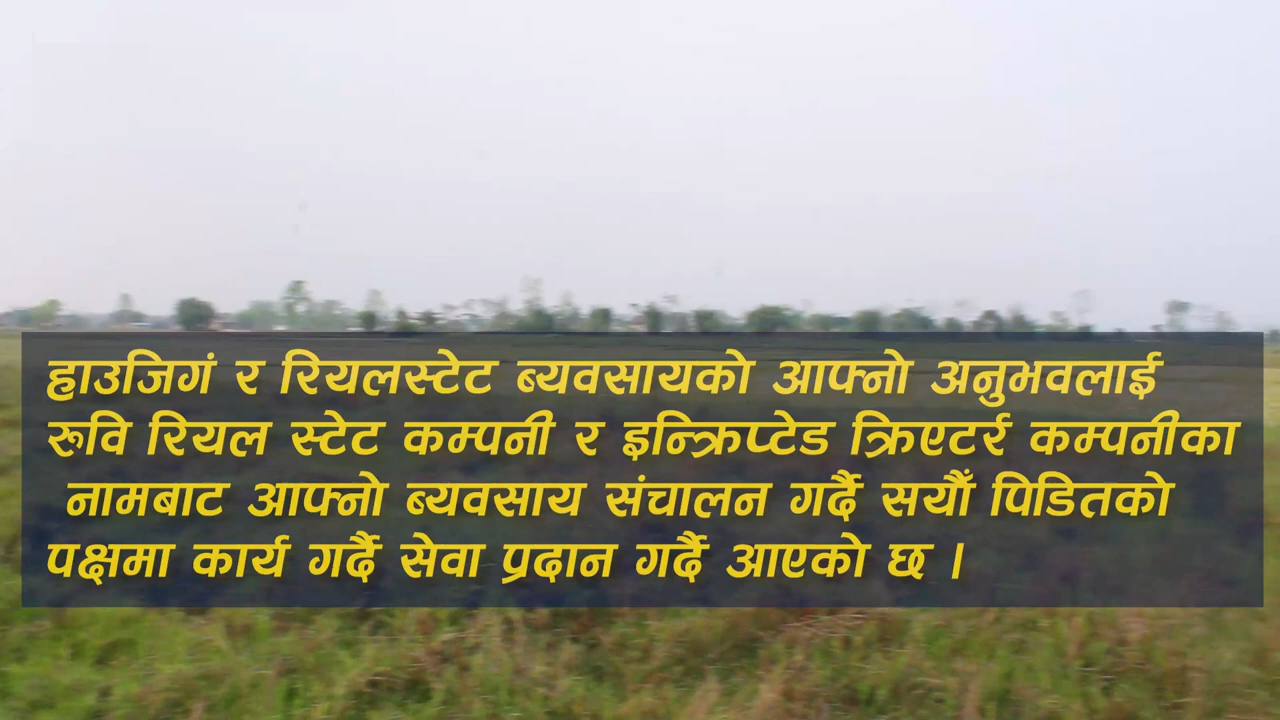 हाउजिगं र रियलस्टेट ब्यवसायको आफ्नो अनुभवलाई
रूवि रियल स्टेट कम्पनी र इन्क्रिप्टेड क्रिएटर्र कम्पनीका
नामबाट आफ्नो ब्यवसाय संचालन गर्दै सयौँ पिडितको
पक्षमा कार्य गर्दै सेवा प्रदान गर्दै आएको छ ।